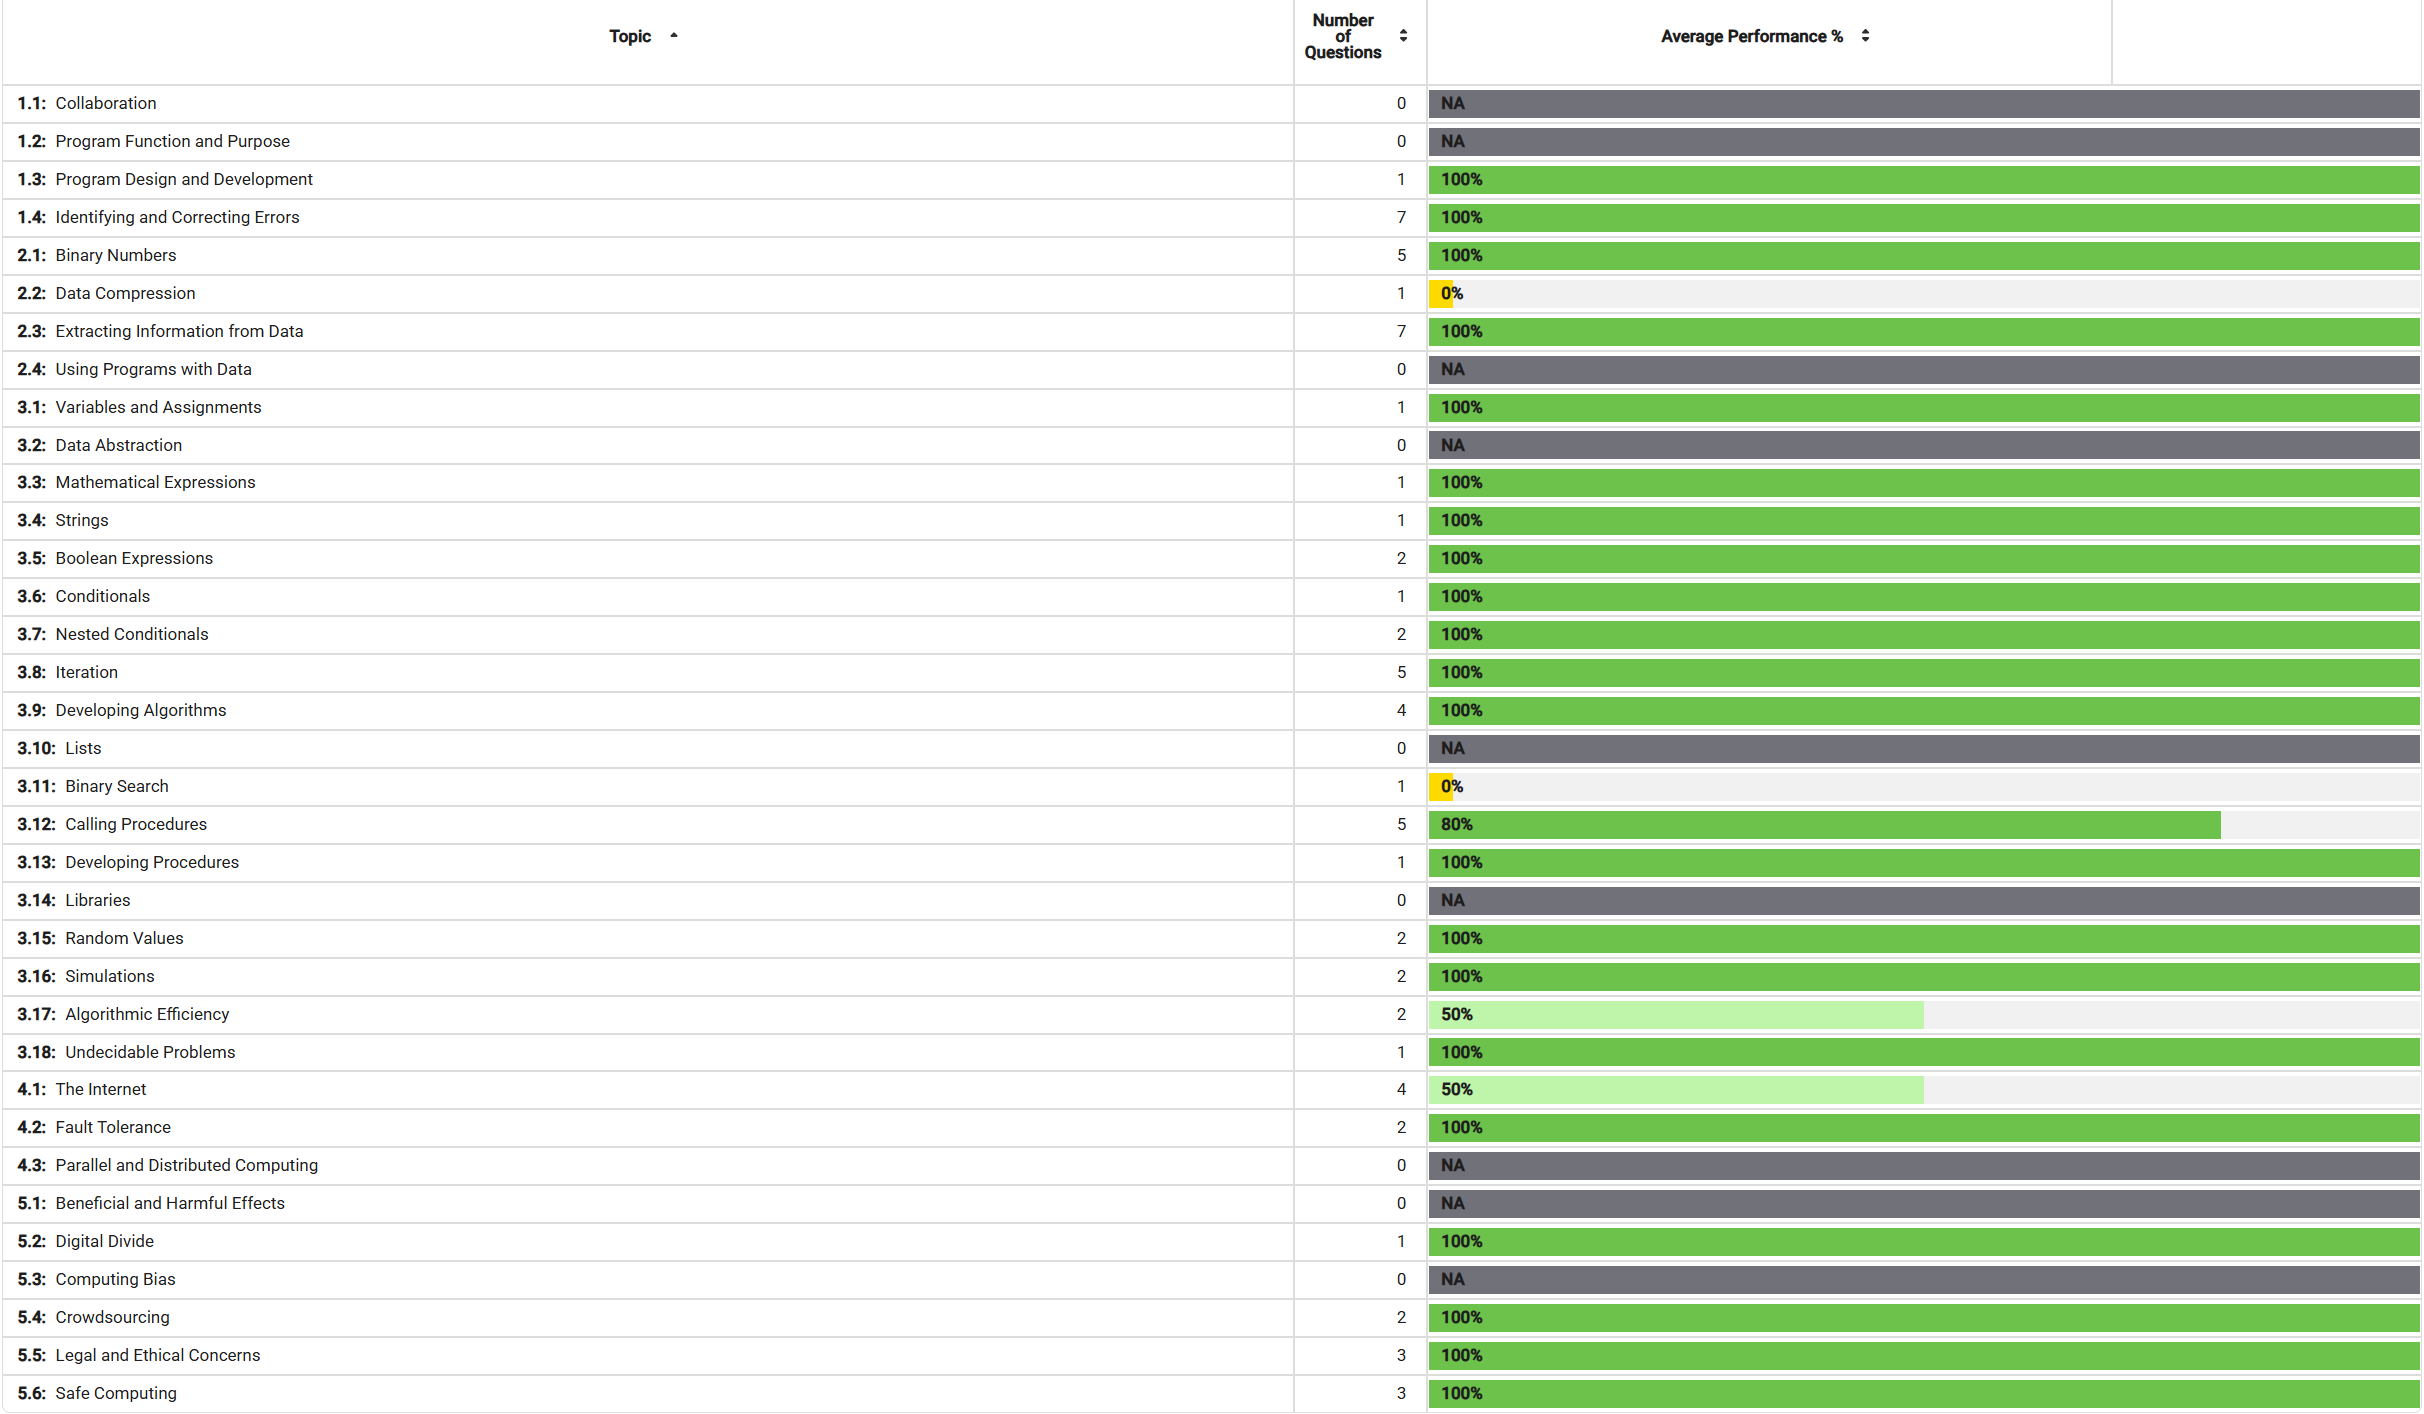 Topic
Number
of
Questions
Average Performance %
1.1: Collaboration 0 NA
1.2: Program Function and Purpose 0 NA
1.3: Program Design and Development 1 100%
1.4: Identifying and Correcting Errors 7 100%
2.1: Binary Numbers 5 100%
2.2: Data Compression 1 0%
2.3: Extracting Information from Data 7 100%
2.4: Using Programs with Data 0 NA
3.1: Variables and Assignments 1 100%
3.2: Data Abstraction 0 NA
3.3: Mathematical Expressions 1 100%
3.4: Strings 1 100%
3.5: Boolean Expressions 2 100%
3.6: Conditionals 1 100%
3.7: Nested Conditionals 2 100%
3.8: Iteration 5 100%
3.9: Developing Algorithms 4 100%
3.10: Lists 0 NA
3.11: Binary Search 1 0%
3.12: Calling Procedures 5 80%
3.13: Developing Procedures 1 100%
3.14: Libraries 0 NA
3.15: Random Values 2 100%
3.16: Simulations 2 100%
3.17: Algorithmic Efficiency 2 50%
3.18: Undecidable Problems 1 100%
4.1: The Internet 4 50%
4.2: Fault Tolerance 2 100%
4.3: Parallel and Distributed Computing 0 NA
5.1: Beneficial and Harmful Effects 0 NA
5.2: Digital Divide 1 100%
5.3: Computing Bias 0 NA
5.4: Crowdsourcing 2 100%
5.5: Legal and Ethical Concerns 3 100%
5.6: Safe Computing 3 100%